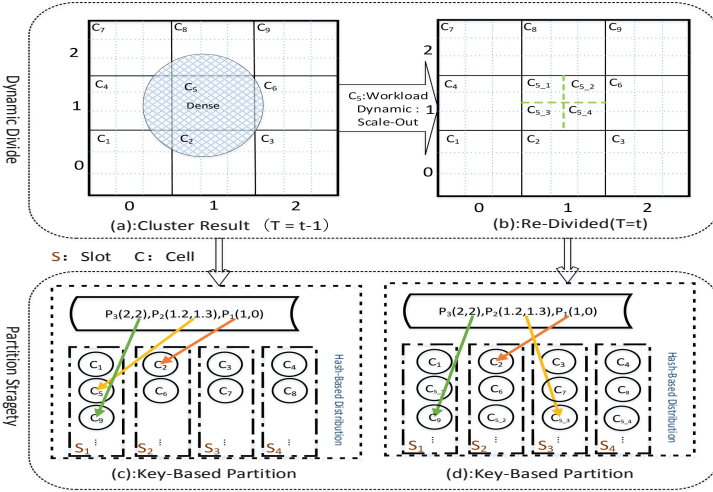 Dynamic Divide
C7 C8 C9
2
C4 C5 C6
Dense
1
C1 C2 C3
0
0 1 2
(a):Cluster Result （T = t-1）
C5:Workload
Dynamic :
Scale-Out
C7 C8 C9
2
C4 C5_1 C5_2 C6
1
C5_3 C5_4
C1 C2 C3
0
0 1 2
(b):Re-Divided(T=t)
S: Slot C: Cell
Partition Stragety
P3(2,2),P2(1.2,1.3),P1(1,0)
C1 C2 C3 C4
C5 C6 C7 C8
C9
... ... ... ...
S1 S2 S3 S4
Hash-Based Distribution
(c):Key-Based Partition
P3(2,2),P2(1.2,1.3),P1(1,0)
C1 C2 C3 C4
C6 C7 C8
C9 C5_2 C5_3 C5_4
... ... ... ...
S1 S2 S3 S4
Hash-Based Distribution
(d):Key-Based Partition